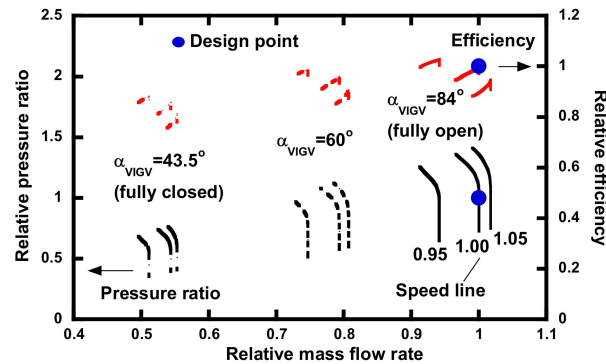 2.5
2
1.5
1
0.5
0
Relative pressure ratio
1.2
1
0.8
0.6
0.4
0.2
0
Relative efficiency
Design point
Efficiency
α_VIGV=84°
(fully open)
α_VIGV=60°
α_VIGV=43.5°
(fully closed)
0.95 1.00 1.05
Pressure ratio
Speed line
0.4 0.5 0.6 0.7 0.8 0.9 1 1.1
Relative mass flow rate